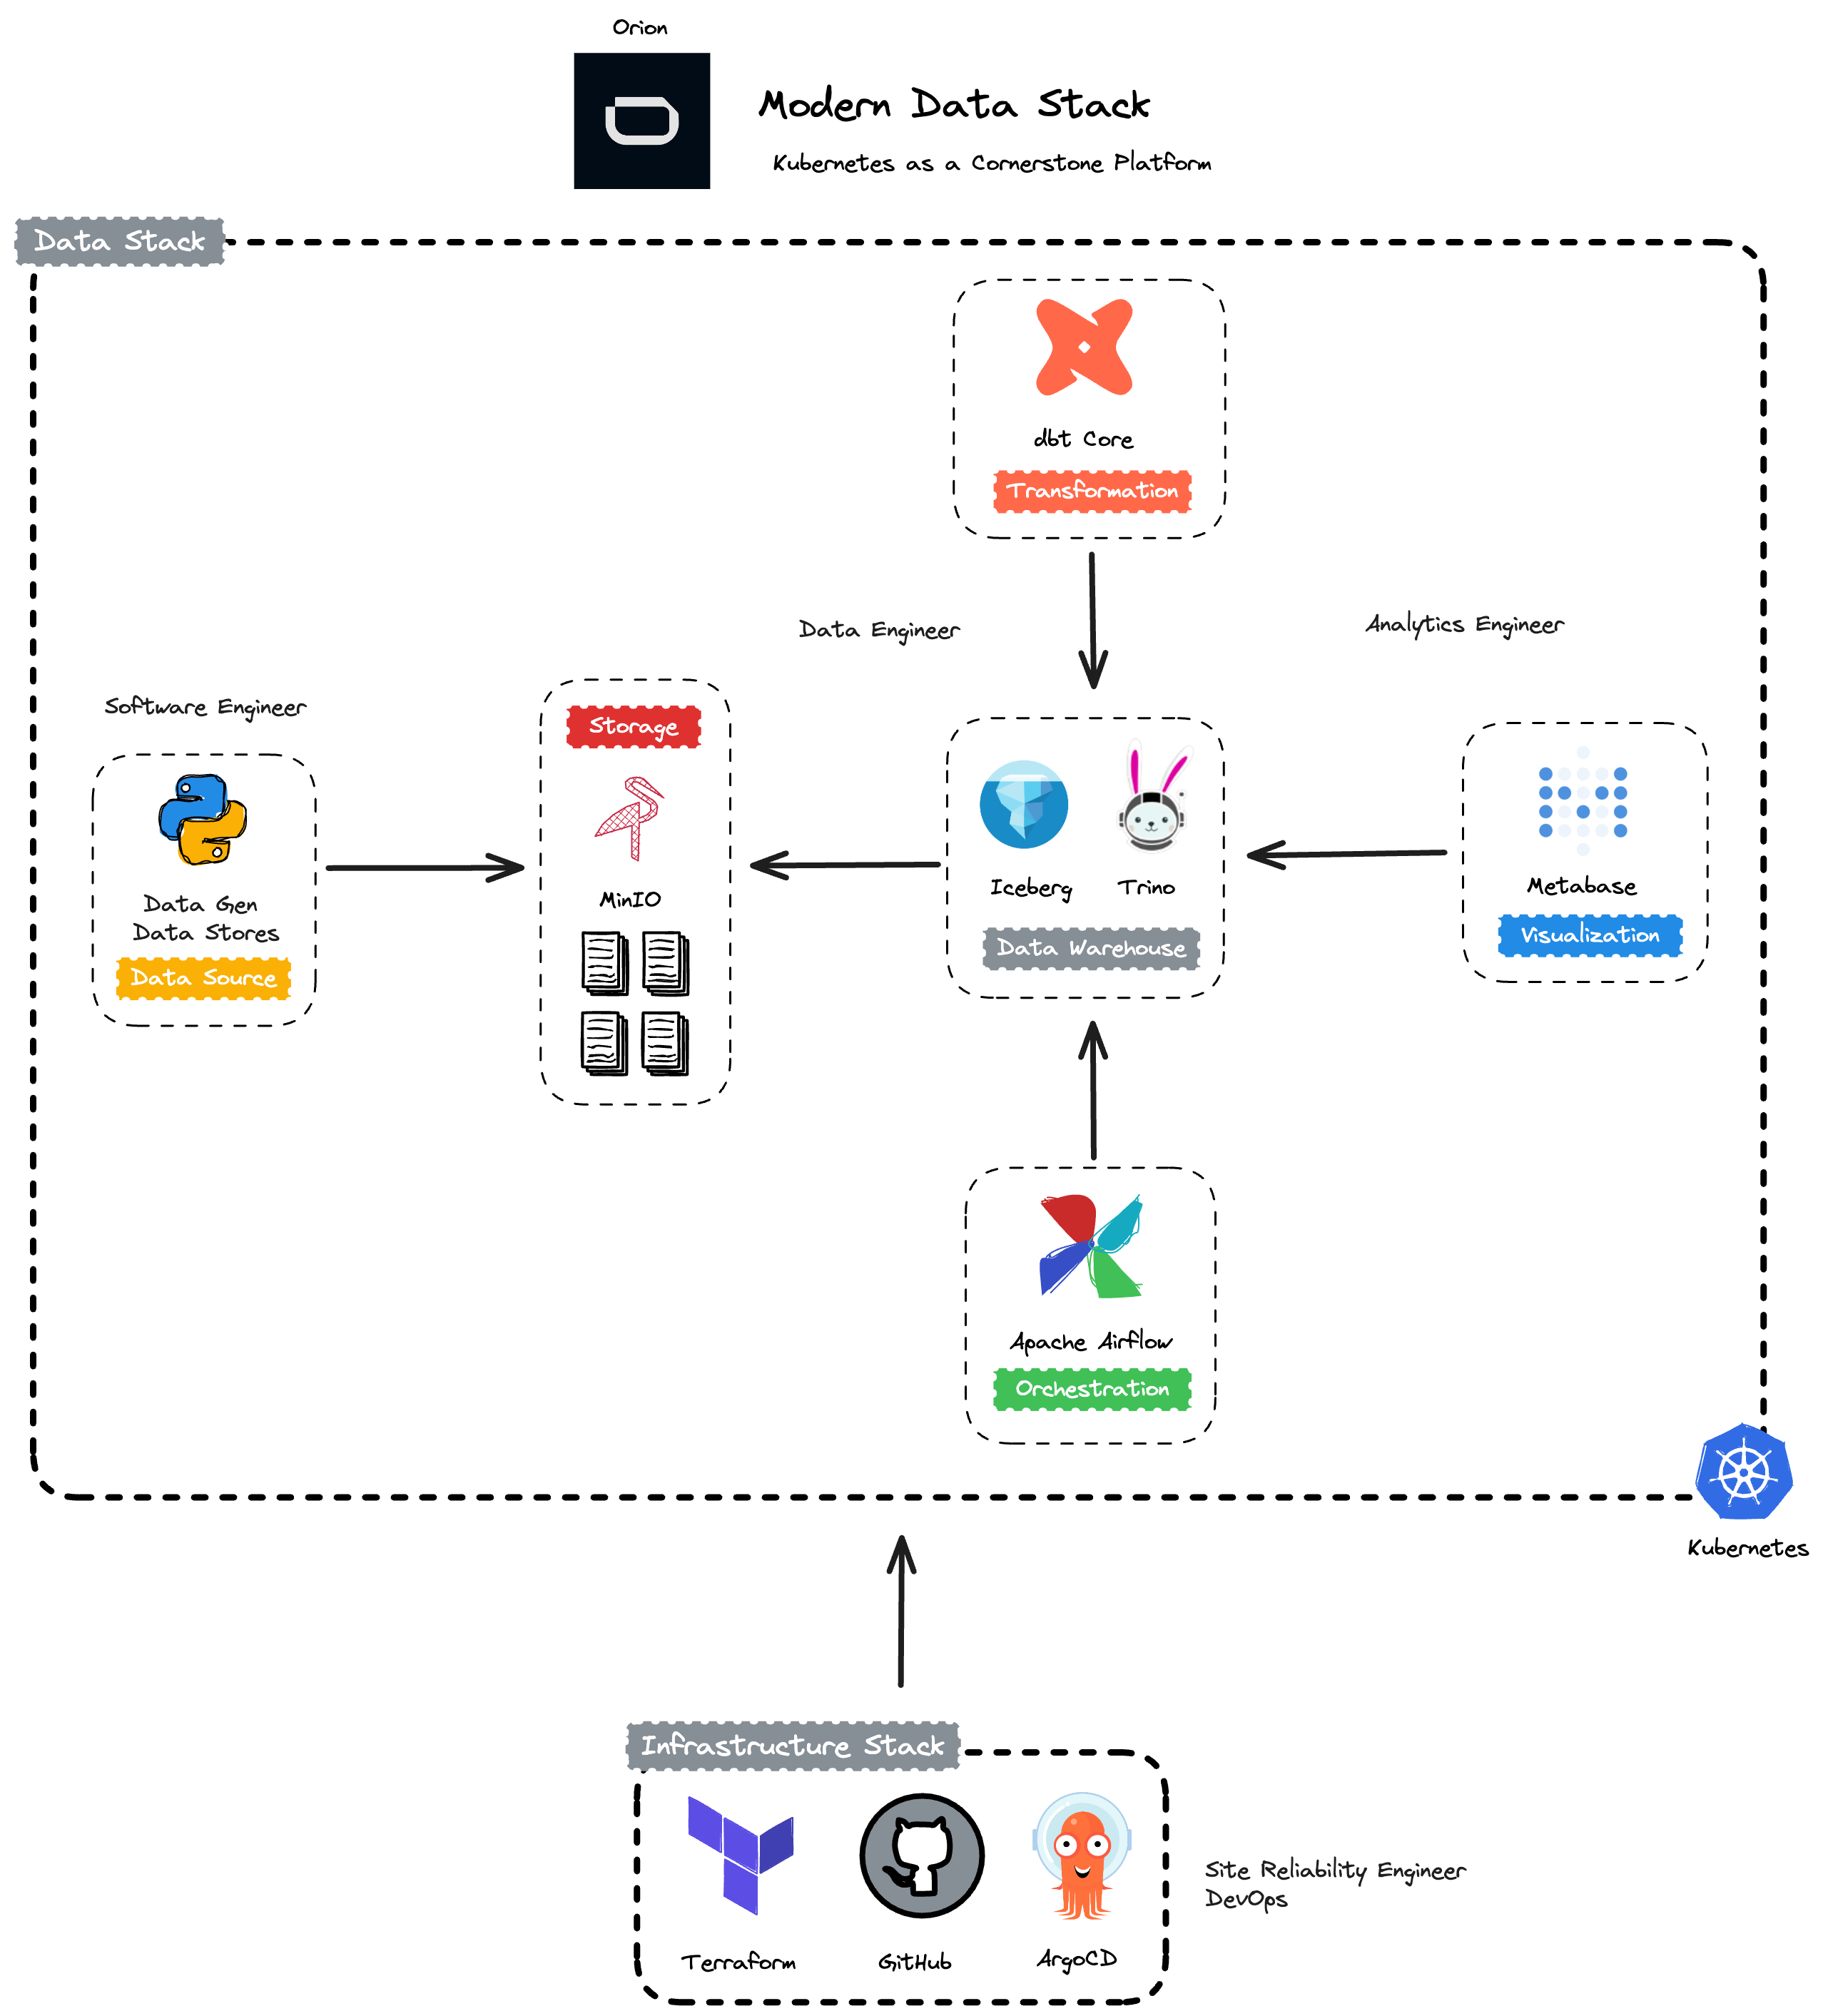 Orion
Modern Data Stack
Kubernetes as a Cornerstone Platform
Data Stack
dbt Core
Transformation
Data Engineer
Analytics Engineer
Software Engineer
Storage
Data Gen
Data Stores
Data Source
MinIO
Iceberg
Trino
Data Warehouse
Metabase
Visualization
Apache Airflow
Orchestration
Kubernetes
Infrastructure Stack
Terraform
GitHub
ArgoCD
Site Reliability Engineer
DevOps